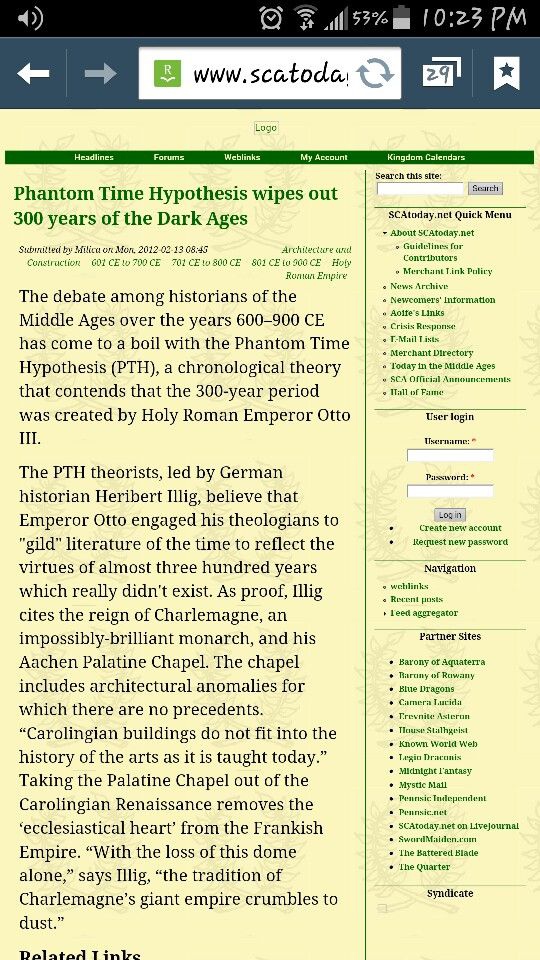 53% 10:23 PM
R www.scatoda
29
Logo
Headlines Forums Weblinks My Account Kingdom Calendars
Phantom Time Hypothesis wipes out
300 years of the Dark Ages
Submitted by Milica on Mon, 2012-02-13 08:45
Architecture and
Construction 601 CE to 700 CE 701 CE to 800 CE 801 CE to 900 CE Holy
Roman Empire
The debate among historians of the
Middle Ages over the years 600–900 CE
has come to a boil with the Phantom Time
Hypothesis (PTH), a chronological theory
that contends that the 300-year period
was created by Holy Roman Emperor Otto
III.
The PTH theorists, led by German
historian Heribert Illig, believe that
Emperor Otto engaged his theologians to
"gild" literature of the time to reflect the
virtues of almost three hundred years
which really didn't exist. As proof, Illig
cites the reign of Charlemagne, an
impossibly-brilliant monarch, and his
Aachen Palatine Chapel. The chapel
includes architectural anomalies for
which there are no precedents.
“Carolingian buildings do not fit into the
history of the arts as it is taught today.”
Taking the Palatine Chapel out of the
Carolingian Renaissance removes the
‘ecclesiastical heart’ from the Frankish
Empire. “With the loss of this dome
alone,” says Illig, “the tradition of
Charlemagne’s giant empire crumbles to
dust.”
Related Links
Search this site:
Search
SCAtoday.net Quick Menu
About SCAtoday.net
Guidelines for
Contributors
Merchant Link Policy
News Archive
Newcomers' Information
Aoife's Links
Crisis Response
E-Mail Lists
Merchant Directory
Today in the Middle Ages
SCA Official Announcements
Hall of Fame
User login
Username: *
Password: *
Log in
Create new account
Request new password
Navigation
weblinks
Recent posts
Feed aggregator
Partner Sites
Barony of Aquaterra
Barony of Rowany
Blue Dragons
Camera Lucida
Erevnite Asteron
House Stalhgeist
Known World Web
Legio Draconis
Midnight Fantasy
Mystic Mail
Pennsic Independent
Pennsic.net
SCAtoday.net on LiveJournal
SwordMaiden.com
The Battered Blade
The Quarter
Syndicate